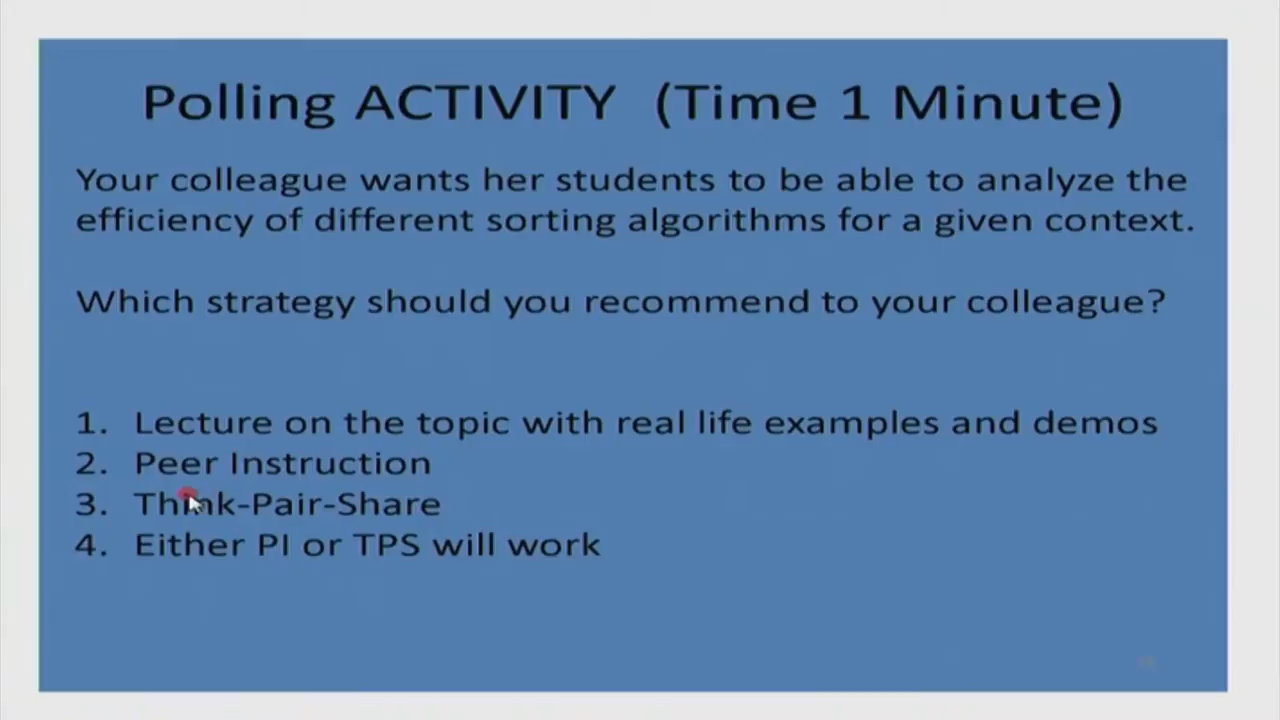 Polling ACTIVITY (Time 1 Minute)
Your colleague wants her students to be able to analyze the
efficiency of different sorting algorithms for a given context.
Which strategy should you recommend to your colleague?
1. Lecture on the topic with real life examples and demos
2. Peer Instruction
3. Think-Pair-Share
4. Either PI or TPS will work